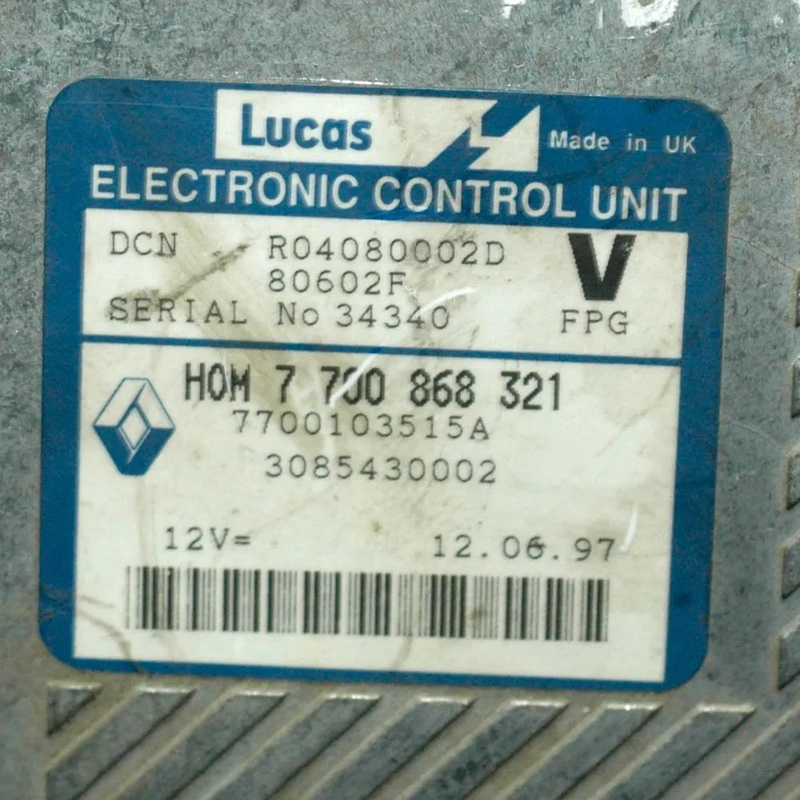 Lucas
Made in UK
ELECTRONIC CONTROL UNIT
DCN R04080002D V
80602F
SERIAL No 34340 FPG
HOM 7 700 868 321
7700103515A
3085430002
12V= 12.06.97